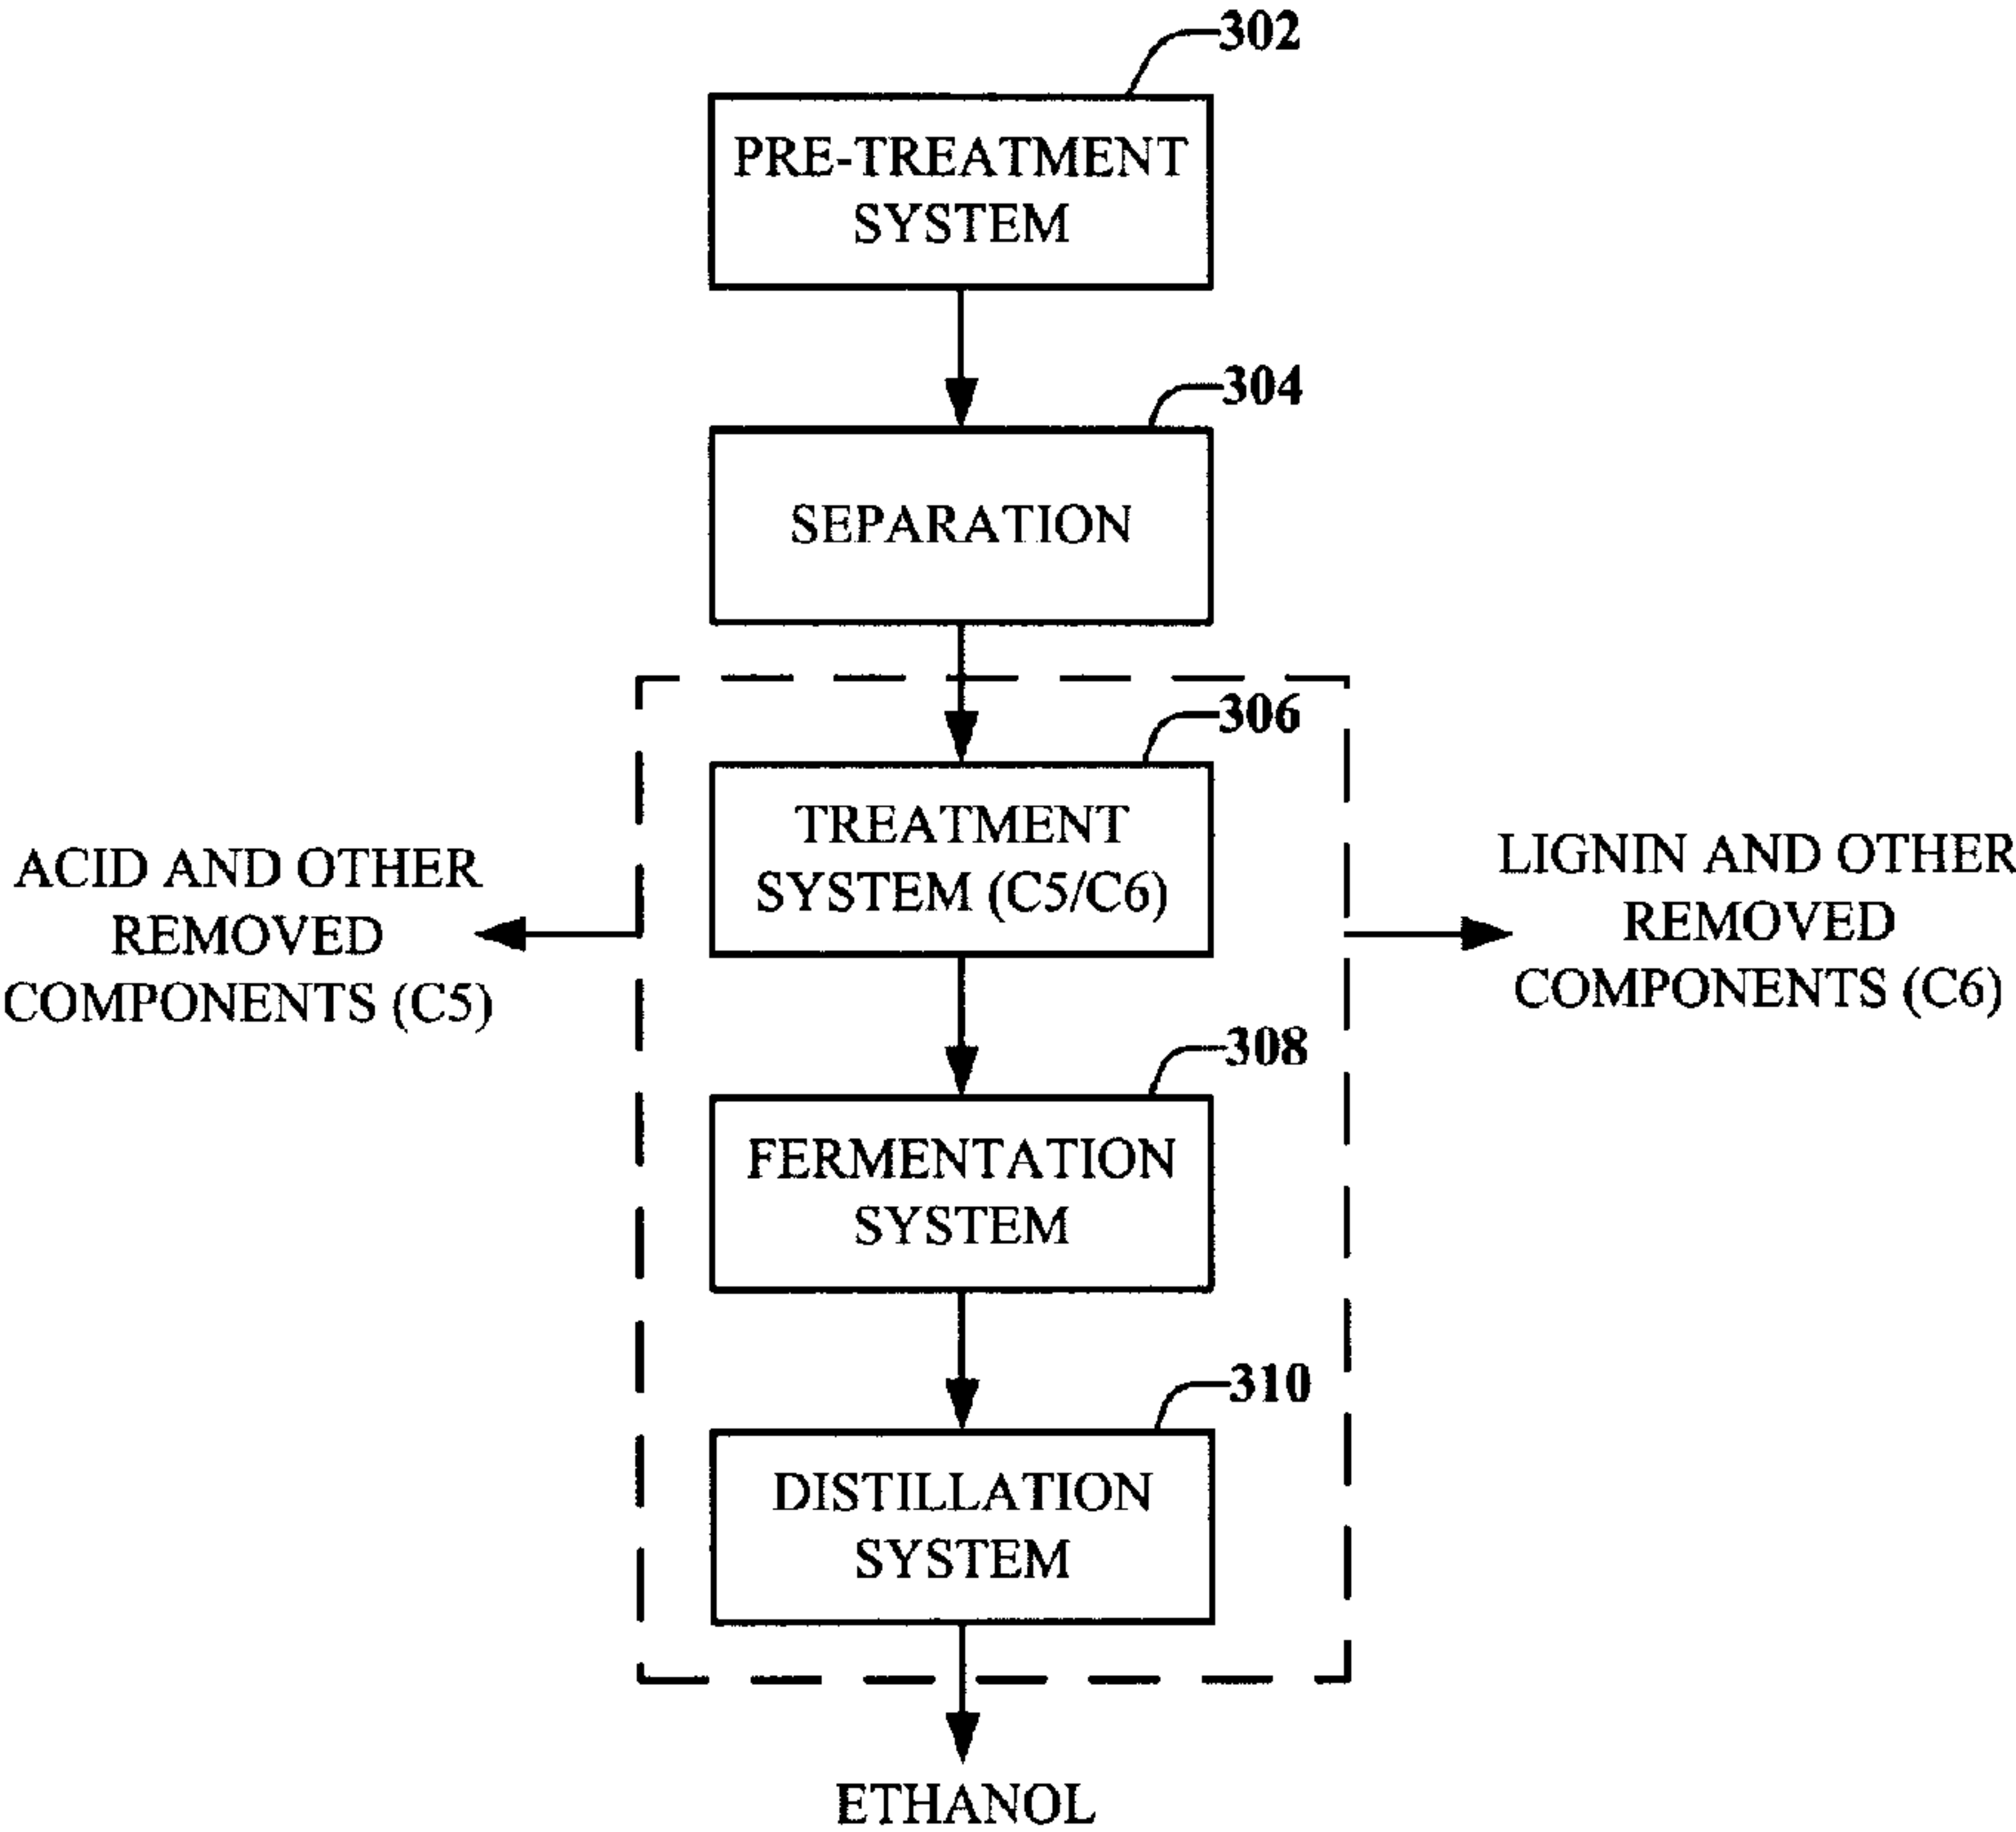 302
PRE-TREATMENT
SYSTEM
304
SEPARATION
306
TREATMENT
SYSTEM (C5/C6)
ACID AND OTHER
REMOVED
COMPONENTS (C5)
LIGNIN AND OTHER
REMOVED
COMPONENTS (C6)
308
FERMENTATION
SYSTEM
310
DISTILLATION
SYSTEM
ETHANOL